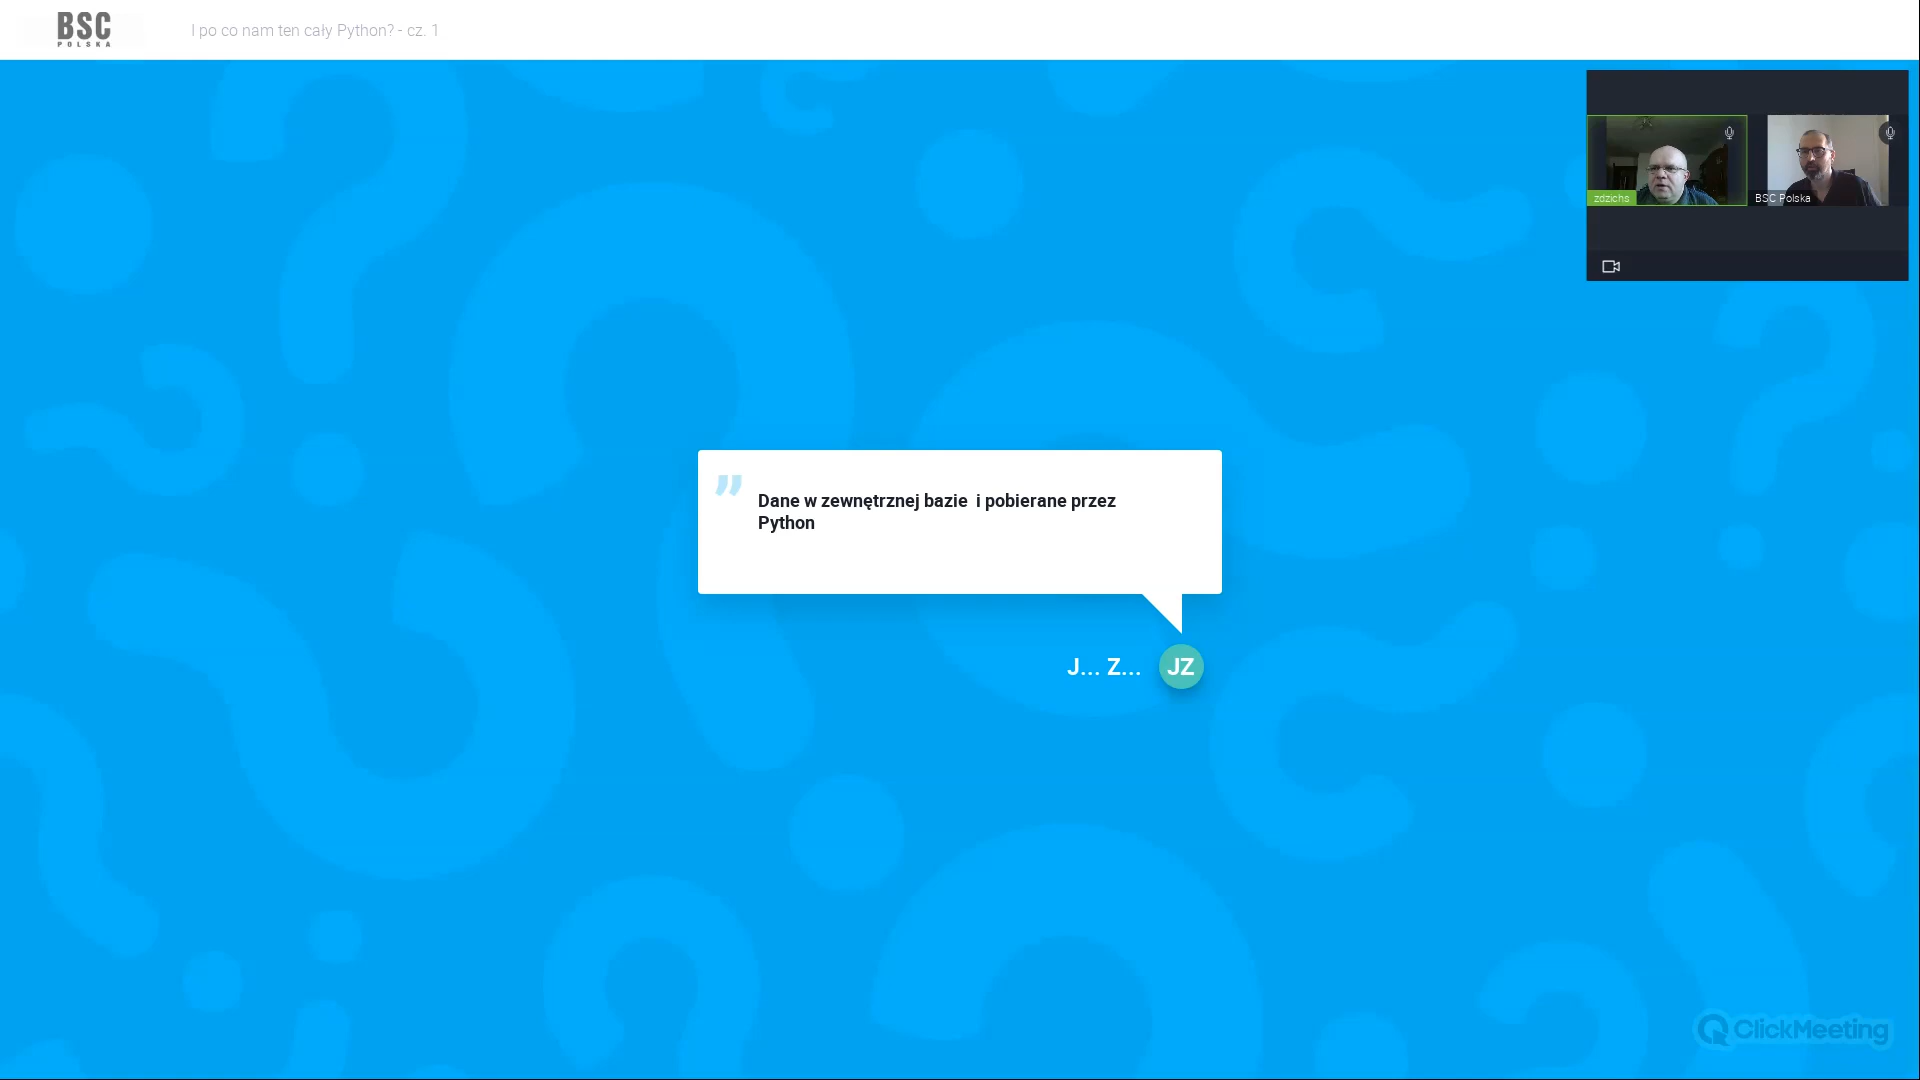 BSC
POLSKA
I po co nam ten cały Python? - cz. 1
zdzichs
BSC Polska
” Dane w zewnętrznej bazie  i pobierane przez
Python
J... Z...
JZ
ClickMeeting